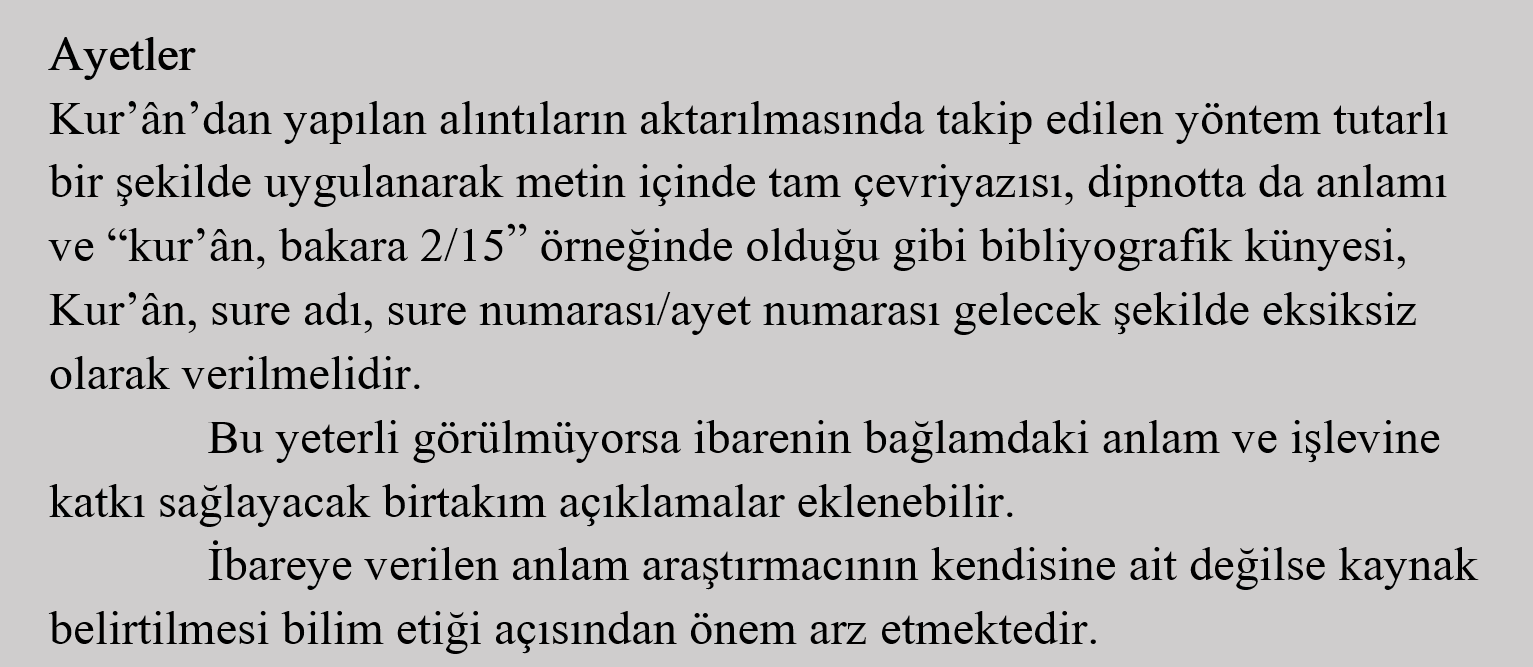 Ayetler
Kur’ân’dan yapılan alıntıların aktarılmasında takip edilen yöntem tutarlı
bir şekilde uygulanarak metin içinde tam çevriyazısı, dipnotta da anlamı
ve “kur’ân, bakara 2/15” örneğinde olduğu gibi bibliyografik künyesi,
Kur’ân, sure adı, sure numarası/ayet numarası gelecek şekilde eksiksiz
olarak verilmelidir.
Bu yeterli görülmüyorsa ibarenin bağlamdaki anlam ve işlevine
katkı sağlayacak birtakım açıklamalar eklenebilir.
İbareye verilen anlam araştırmacının kendisine ait değilse kaynak
belirtilmesi bilim etiği açısından önem arz etmektedir.